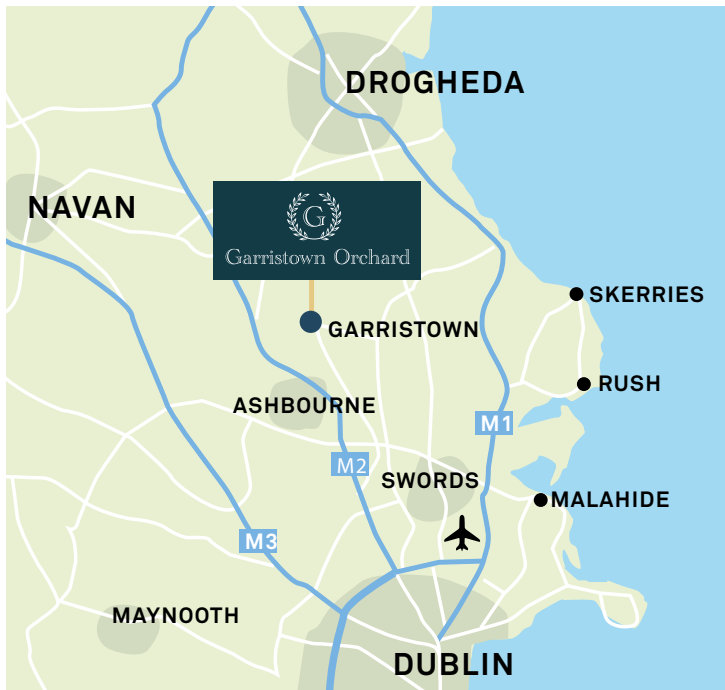 DROGHEDA
NAVAN
G
Garristown Orchard
SKERRIES
GARRISTOWN
RUSH
ASHBOURNE
M1
M2
SWORDS
MALAHIDE
M3
MAYNOOTH
DUBLIN